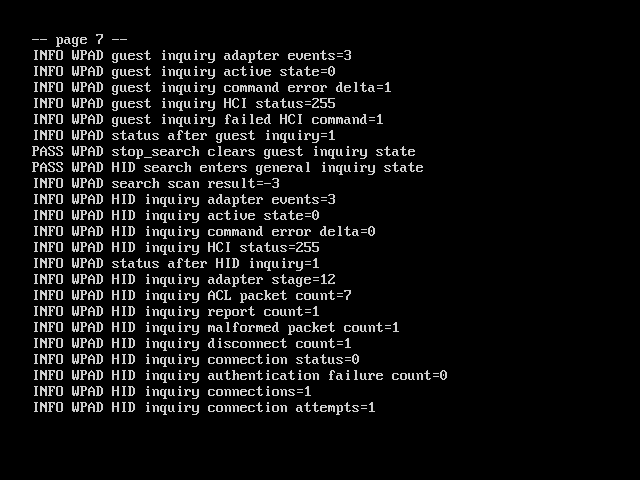 -- page 7 --
INFO WPAD guest inquiry adapter events=3
INFO WPAD guest inquiry active state=0
INFO WPAD guest inquiry command error delta=1
INFO WPAD guest inquiry HCI status=255
INFO WPAD guest inquiry failed HCI command=1
INFO WPAD status after guest inquiry=1
PASS WPAD stop_search clears guest inquiry state
PASS WPAD HID search enters general inquiry state
INFO WPAD search scan result=-3
INFO WPAD HID inquiry adapter events=3
INFO WPAD HID inquiry active state=0
INFO WPAD HID inquiry command error delta=0
INFO WPAD HID inquiry HCI status=255
INFO WPAD status after HID inquiry=1
INFO WPAD HID inquiry adapter stage=12
INFO WPAD HID inquiry ACL packet count=7
INFO WPAD HID inquiry report count=1
INFO WPAD HID inquiry malformed packet count=1
INFO WPAD HID inquiry disconnect count=1
INFO WPAD HID inquiry connection status=0
INFO WPAD HID inquiry authentication failure count=0
INFO WPAD HID inquiry connections=1
INFO WPAD HID inquiry connection attempts=1